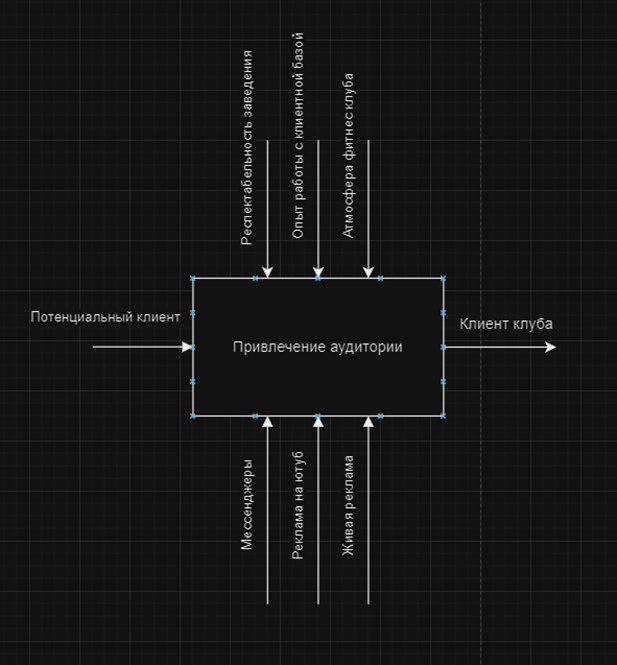 Респектабельность заведения
Опыт работы с клиентной базой
Атмосфера фитнес клуба
Потенциальный клиент
Привлечение аудитории
Клиент клуба
Мессенджеры
Реклама на ютуб
Живая реклама